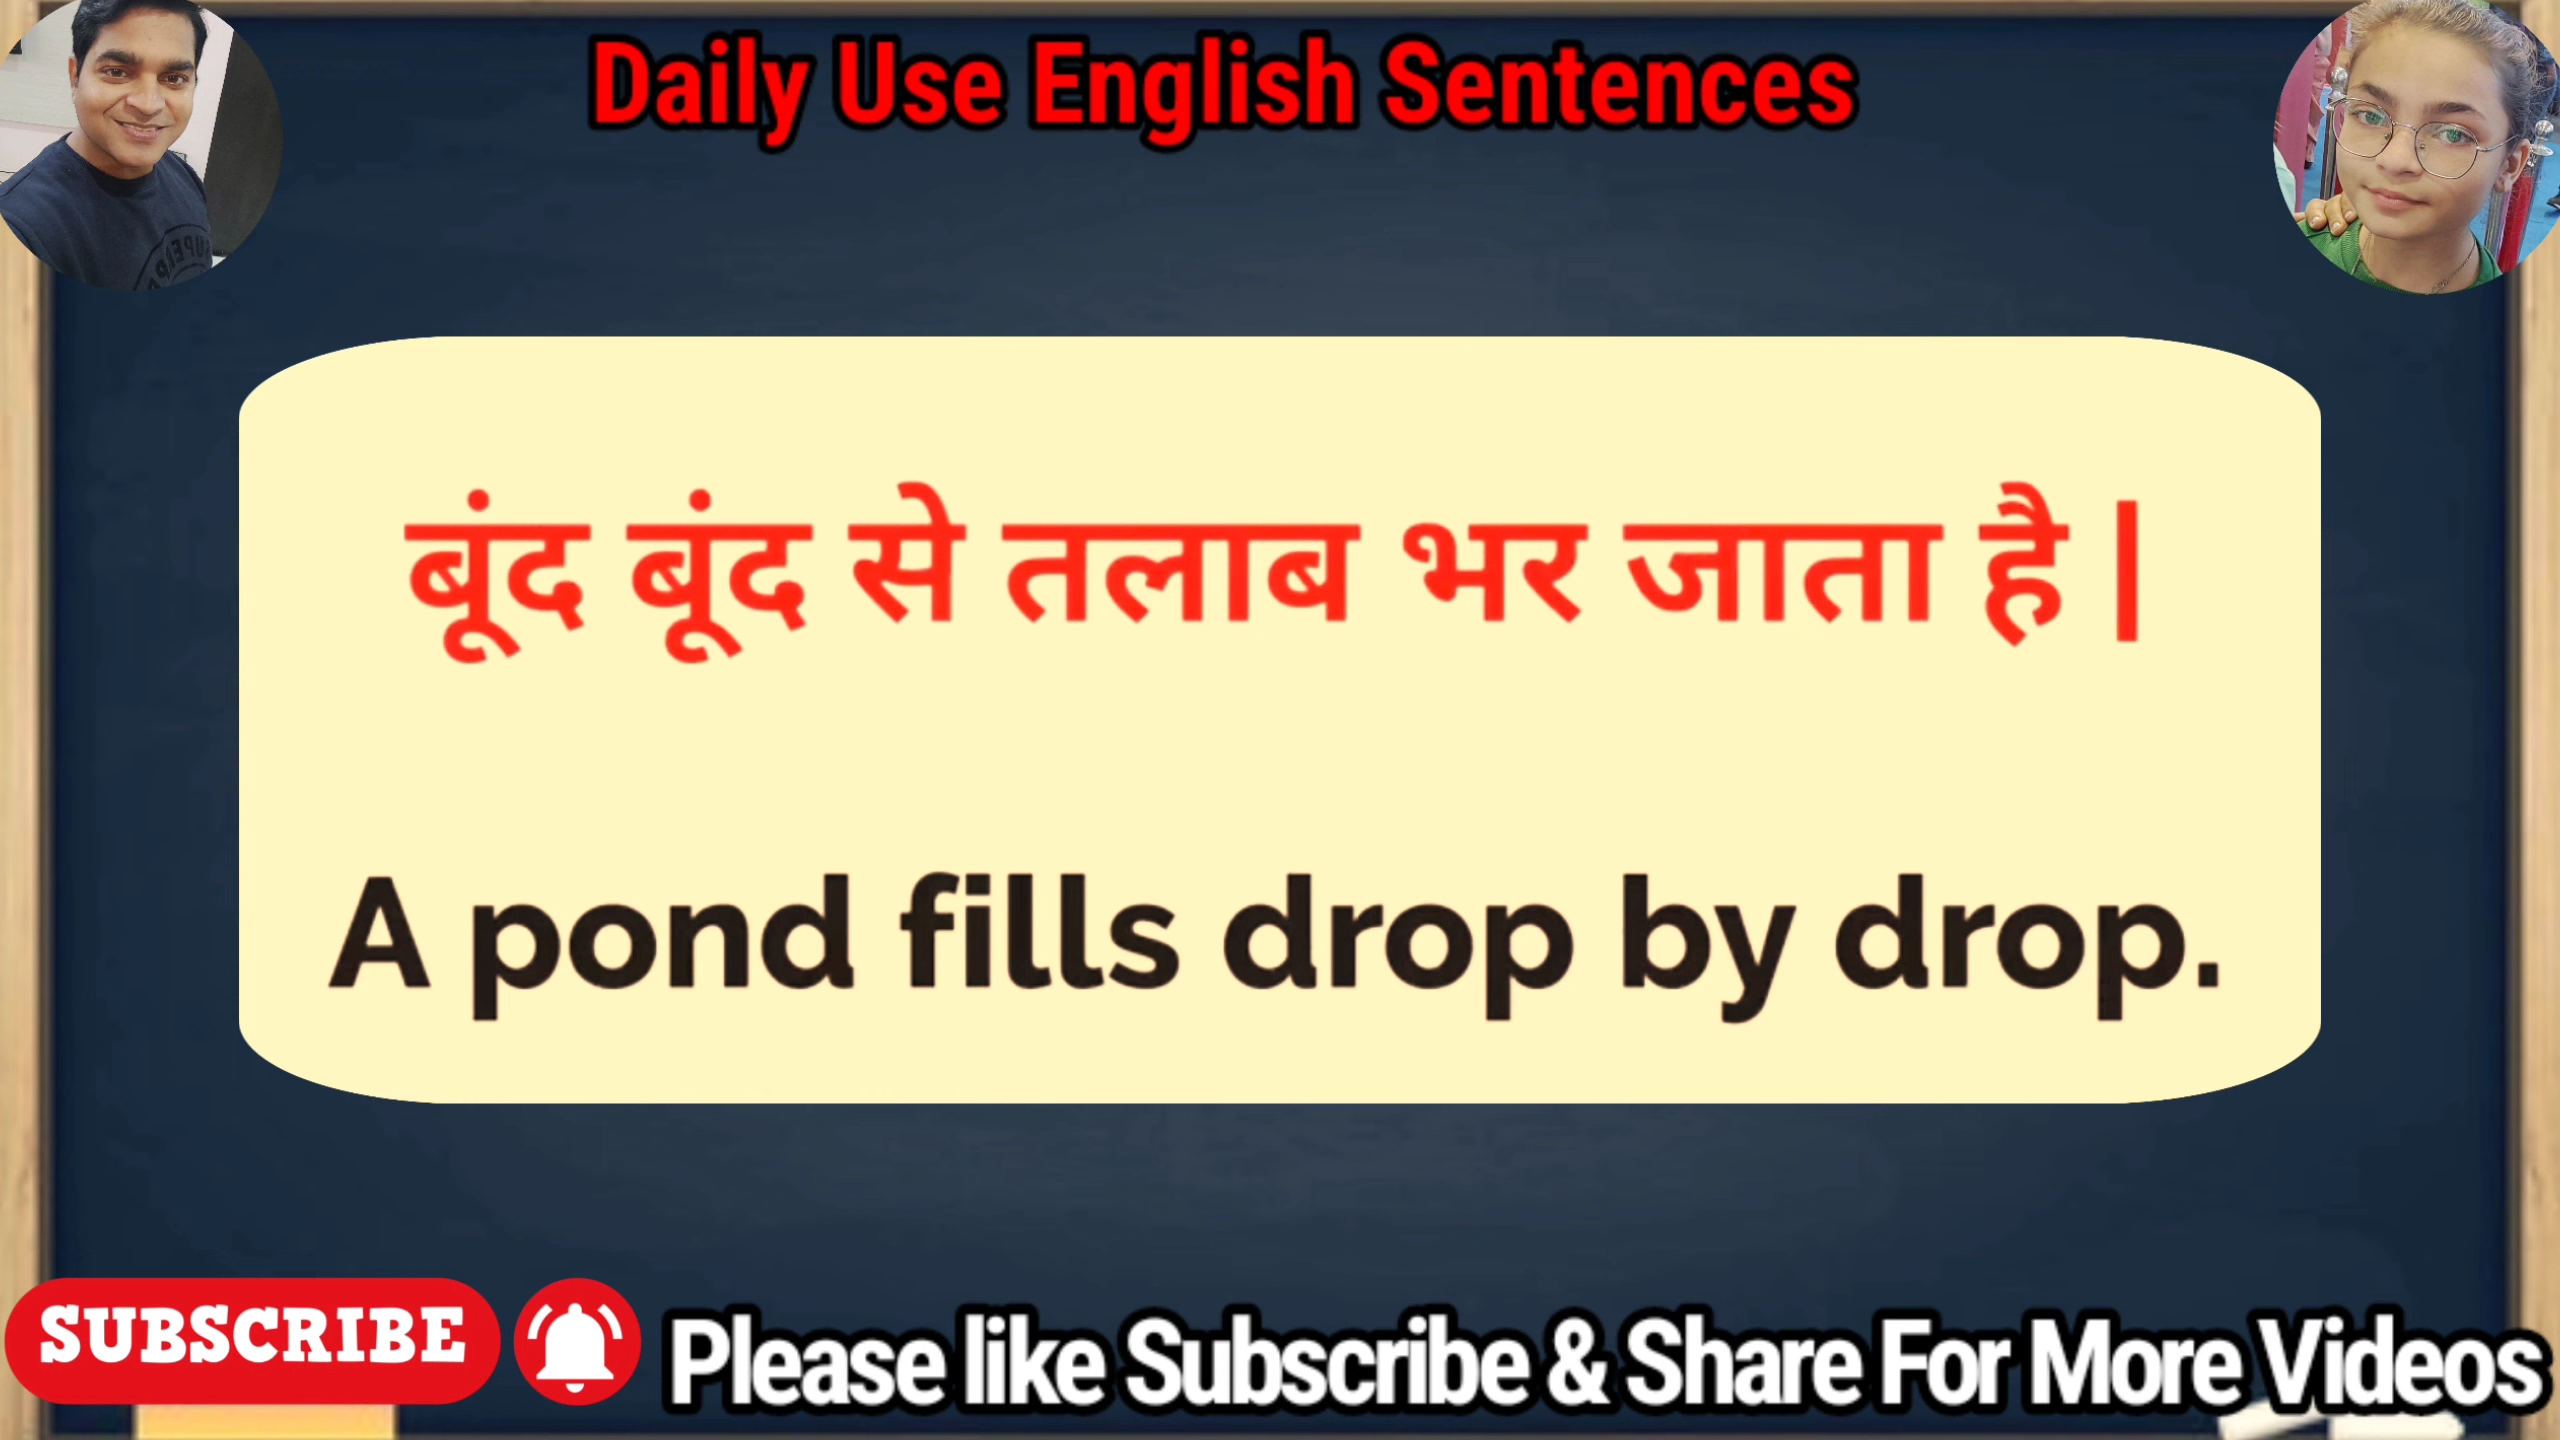 Daily Use English Sentences
बूंद बूंद से तलाब भर जाता है |
A pond fills drop by drop.
SUBSCRIBE
Please like Subscribe & Share For More Videos